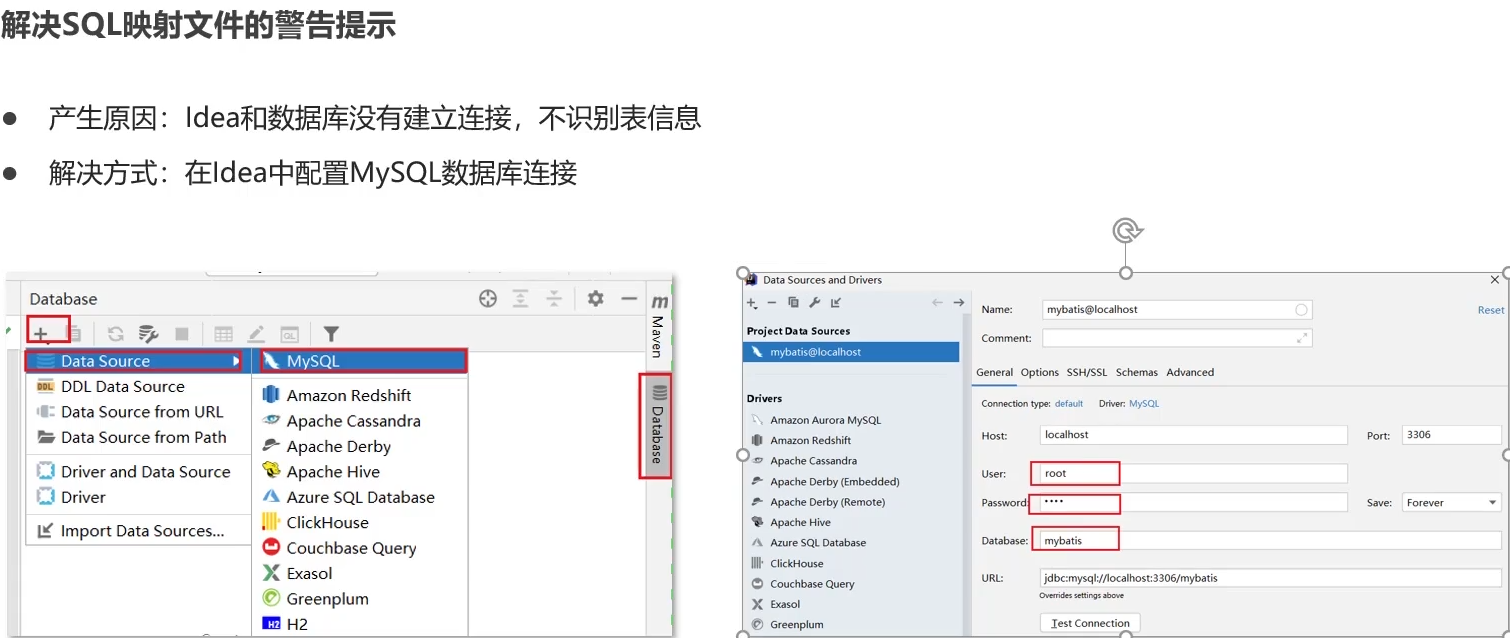 解决SQL映射文件的警告提示
● 产生原因：Idea和数据库没有建立连接，不识别表信息
● 解决方式：在Idea中配置MySQL数据库连接
Database
Maven
Database
Data Source
DDL Data Source
Data Source from URL
Data Source from Path
Driver and Data Source
Driver
Import Data Sources...
MySQL
Amazon Redshift
Apache Cassandra
Apache Derby
Apache Hive
Azure SQL Database
ClickHouse
Couchbase Query
Exasol
Greenplum
H2
Data Sources and Drivers
Project Data Sources
mybatis@localhost
Drivers
Amazon Aurora MySQL
Amazon Redshift
Apache Cassandra
Apache Derby (Embedded)
Apache Derby (Remote)
Apache Hive
Azure SQL Database
ClickHouse
Couchbase Query
Exasol
Greenplum
Name: mybatis@localhost Reset
Comment:
General Options SSH/SSL Schemas Advanced
Connection type: default Driver: MySQL
Host: localhost Port: 3306
User: root
Password: •••• Save: Forever
Database: mybatis
URL: jdbc:mysql://localhost:3306/mybatis
Overrides settings above
Test Connection